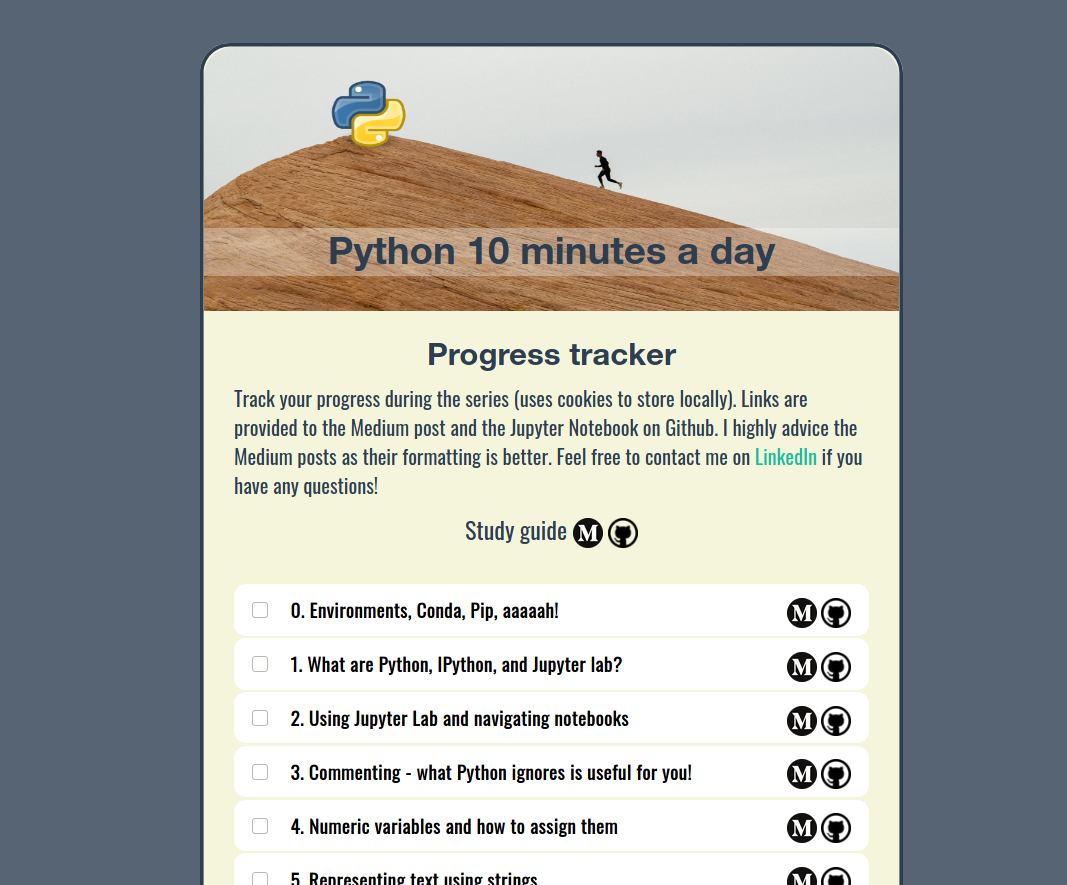 Python 10 minutes a day
Progress tracker
Track your progress during the series (uses cookies to store locally). Links are
provided to the Medium post and the Jupyter Notebook on Github. I highly advice the
Medium posts as their formatting is better. Feel free to contact me on LinkedIn if you
have any questions!
Study guide M
0. Environments, Conda, Pip, aaaaah! M
1. What are Python, IPython, and Jupyter lab? M
2. Using Jupyter Lab and navigating notebooks M
3. Commenting - what Python ignores is useful for you! M
4. Numeric variables and how to assign them M
5. Representing text using strings M